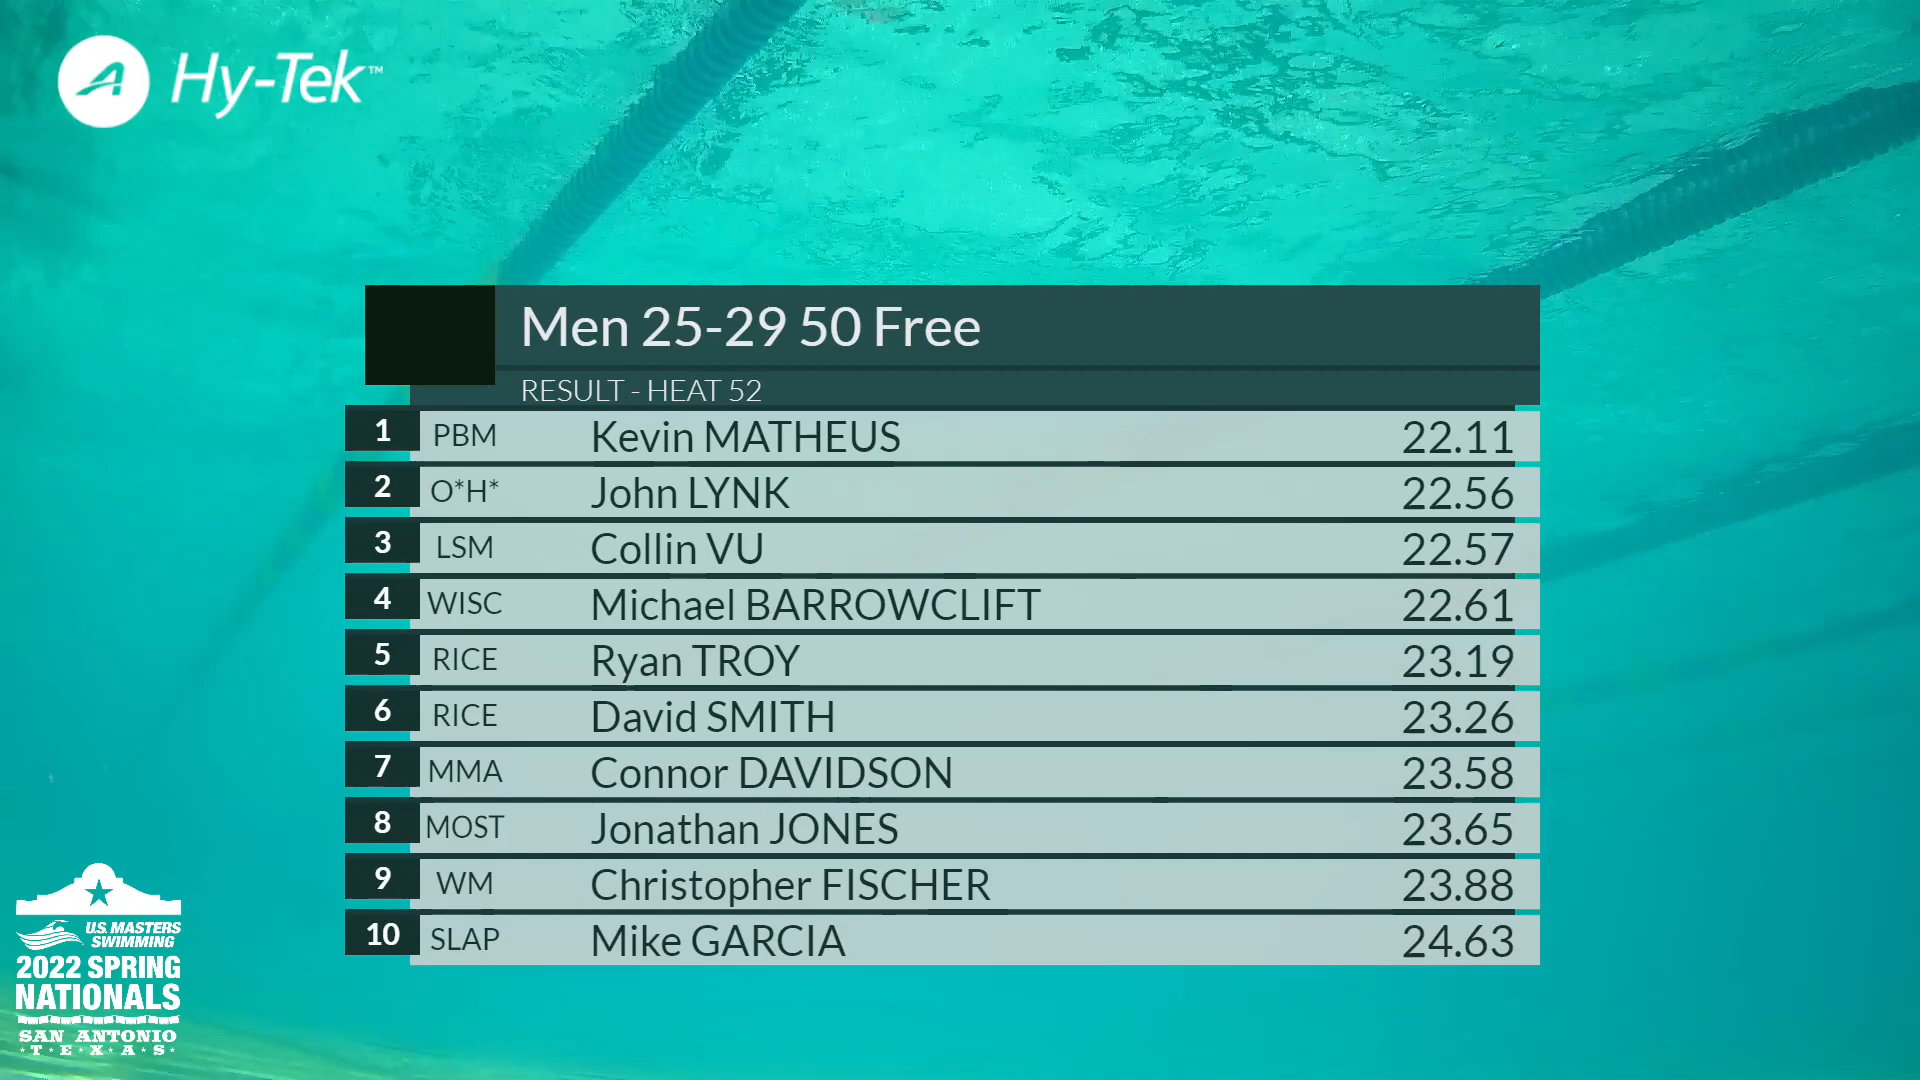 Hy-Tek™
Men 25-29 50 Free
RESULT - HEAT 52
1 PBM Kevin MATHEUS 22.11
2 O*H* John LYNK 22.56
3 LSM Collin VU 22.57
4 WISC Michael BARROWCLIFT 22.61
5 RICE Ryan TROY 23.19
6 RICE David SMITH 23.26
7 MMA Connor DAVIDSON 23.58
8 MOST Jonathan JONES 23.65
9 WM Christopher FISCHER 23.88
10 SLAP Mike GARCIA 24.63
U.S. MASTERS
SWIMMING
2022 SPRING
NATIONALS
SAN ANTONIO
T★E★X★A★S